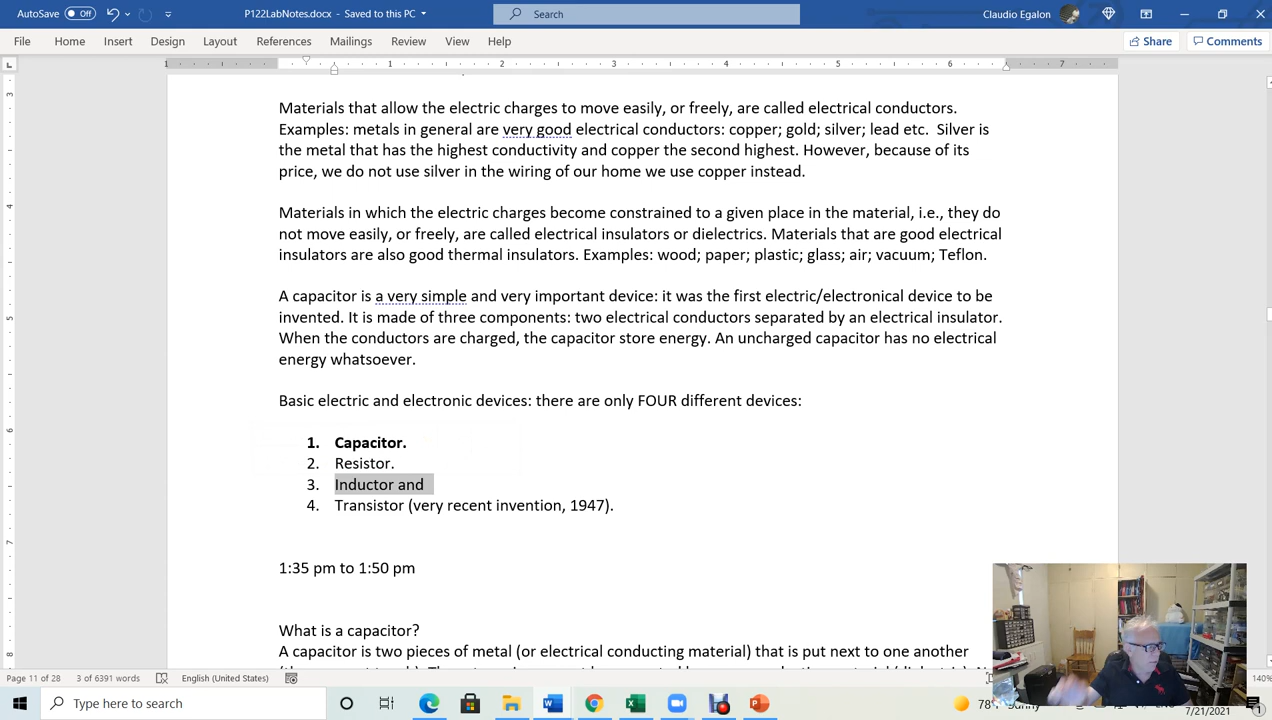 AutoSave Off P122LabNotes.docx - Saved to this PC Search Claudio Egalon
File Home Insert Design Layout References Mailings Review View Help Share Comments
1 1 2 3 4 5 6 7
Materials that allow the electric charges to move easily, or freely, are called electrical conductors.
Examples: metals in general are very good electrical conductors: copper; gold; silver; lead etc. Silver is
the metal that has the highest conductivity and copper the second highest. However, because of its
price, we do not use silver in the wiring of our home we use copper instead.
Materials in which the electric charges become constrained to a given place in the material, i.e., they do
not move easily, or freely, are called electrical insulators or dielectrics. Materials that are good electrical
insulators are also good thermal insulators. Examples: wood; paper; plastic; glass; air; vacuum; Teflon.
A capacitor is a very simple and very important device: it was the first electric/electronical device to be
invented. It is made of three components: two electrical conductors separated by an electrical insulator.
When the conductors are charged, the capacitor store energy. An uncharged capacitor has no electrical
energy whatsoever.
Basic electric and electronic devices: there are only FOUR different devices:
1. Capacitor.
2. Resistor.
3. Inductor and
4. Transistor (very recent invention, 1947).
1:35 pm to 1:50 pm
What is a capacitor?
A capacitor is two pieces of metal (or electrical conducting material) that is put next to one another
Page 11 of 28 3 of 6391 words English (United States) 140%
Type here to search
7/21/2021